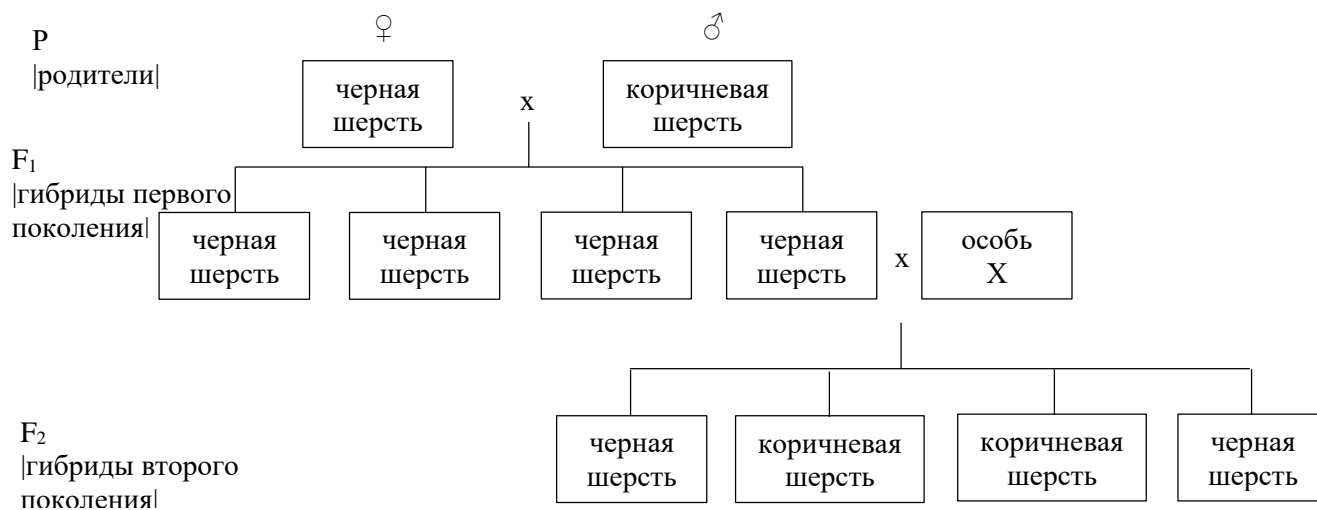 ♀ ♂
P
|родители|
черная
шерсть
x
коричневая
шерсть
F₁
|гибриды первого
поколения|
черная
шерсть
черная
шерсть
черная
шерсть
черная
шерсть
x
особь
X
F₂
|гибриды второго
поколения|
черная
шерсть
коричневая
шерсть
коричневая
шерсть
черная
шерсть